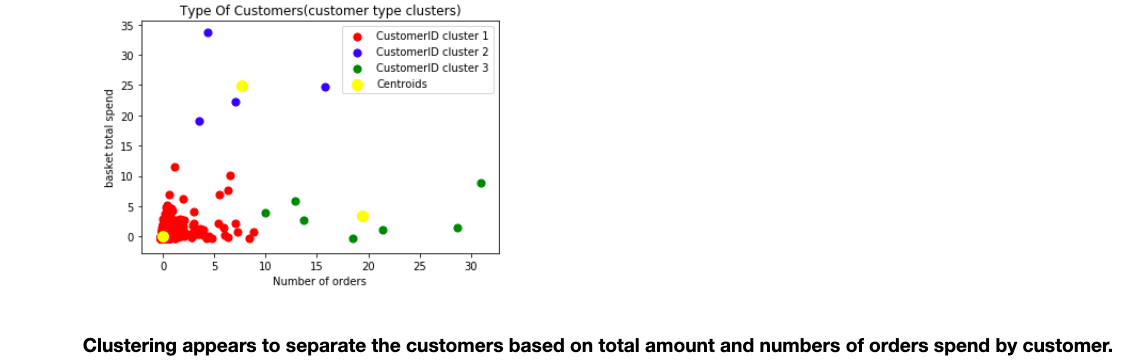 Type Of Customers(customer type clusters)
CustomerID cluster 1
CustomerID cluster 2
CustomerID cluster 3
Centroids
35
30
25
20
15
10
5
0
basket total spend
0 5 10 15 20 25 30
Number of orders
Clustering appears to separate the customers based on total amount and numbers of orders spend by customer.